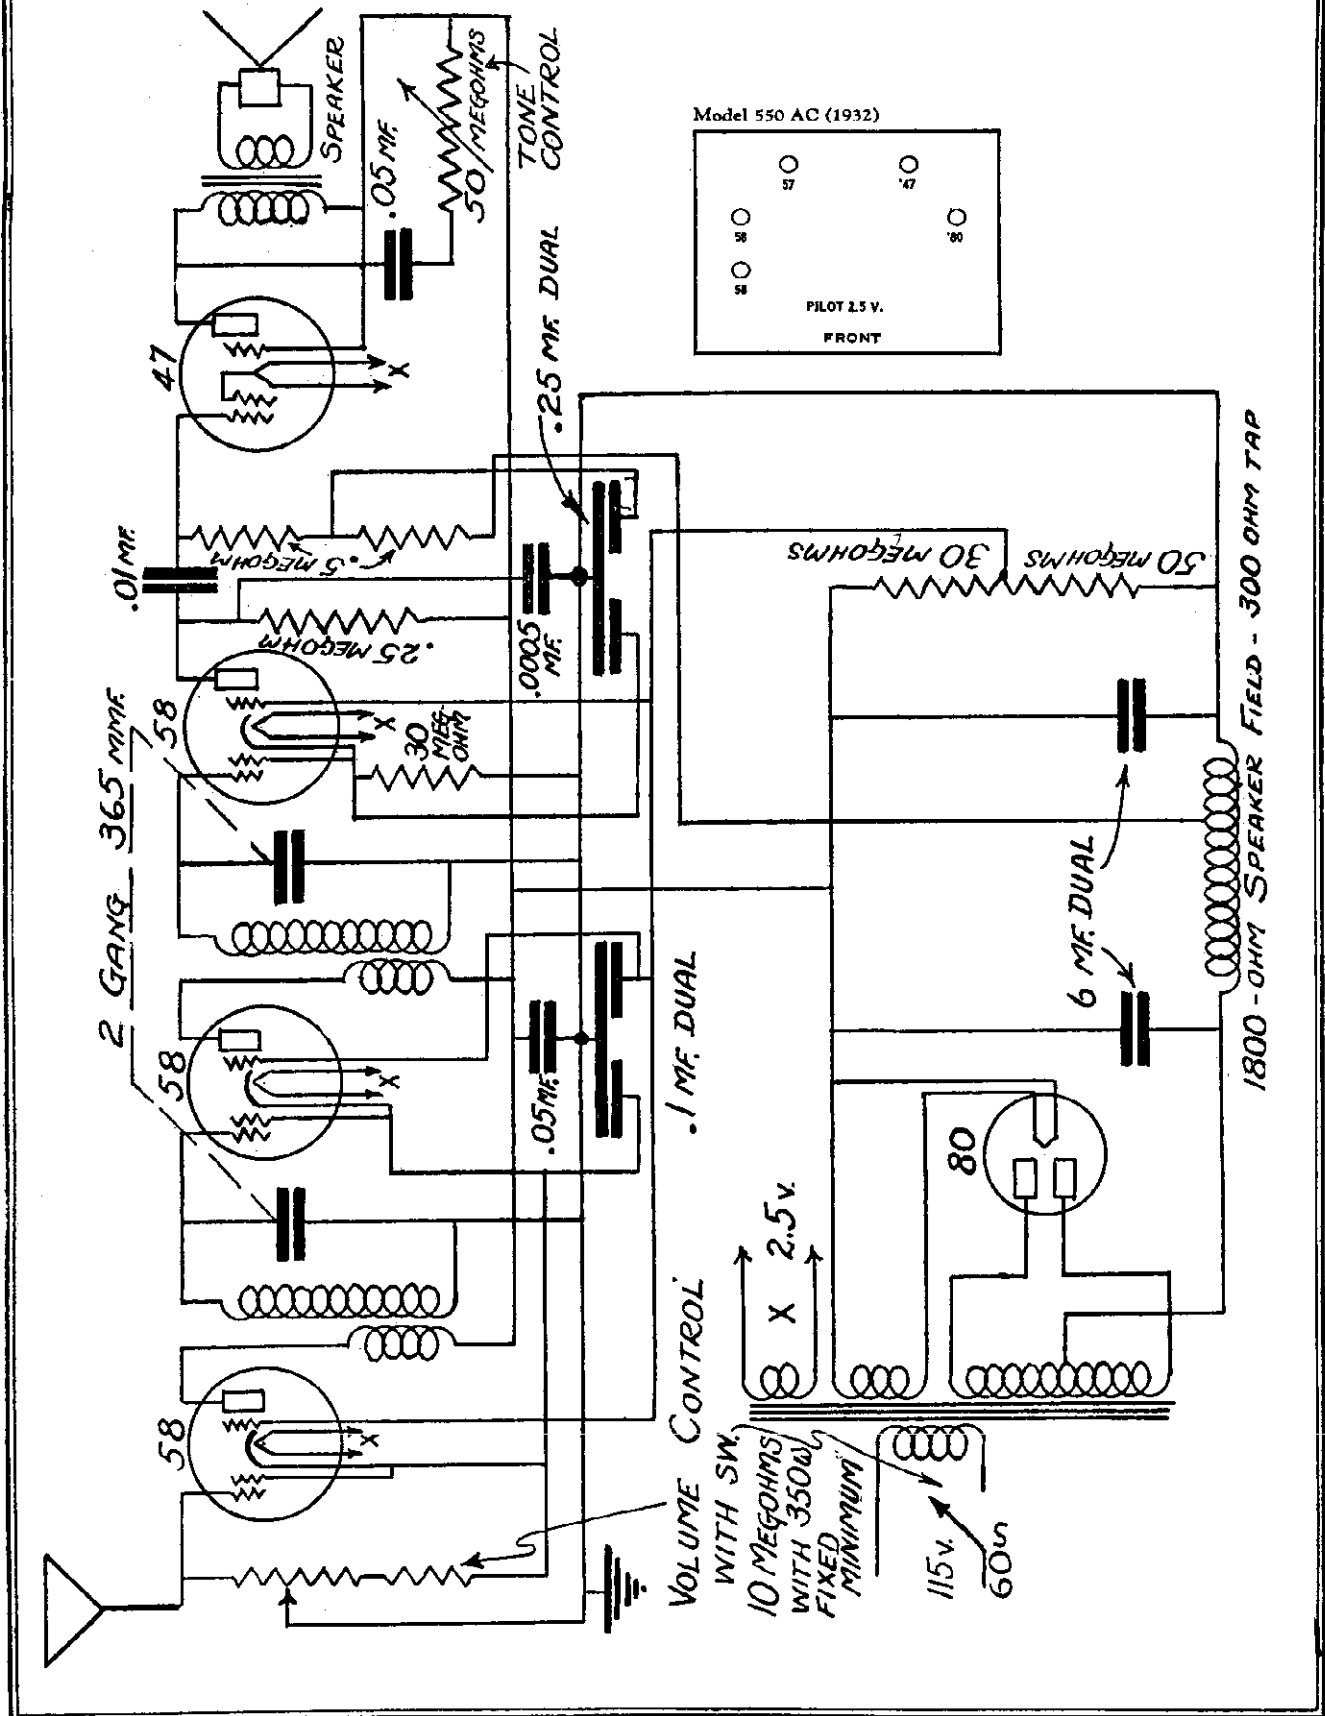 SPEAKER
.05 MF.
50 MEGOHMS
TONE
CONTROL
47
.01 MF.
.5 MEGOHM
.25 MEGOHM
.25 MF. DUAL
.0005
MF.
X
58
30
MEG-
OHM
X
2 GANG 365 MMF.
58
X
.05 MF.
.1 MF. DUAL
58
X
VOLUME CONTROL
WITH SW.
10 MEGOHMS
WITH 350ω
FIXED
MINIMUM
115 v.
60 S
X 2.5 v.
80
6 MF. DUAL
30 MEGOHMS
50 MEGOHMS
1800-OHM SPEAKER FIELD - 300 OHM TAP
Model 550 AC (1932)
57
'47
58
'80
58
PILOT 2.5 V.
FRONT